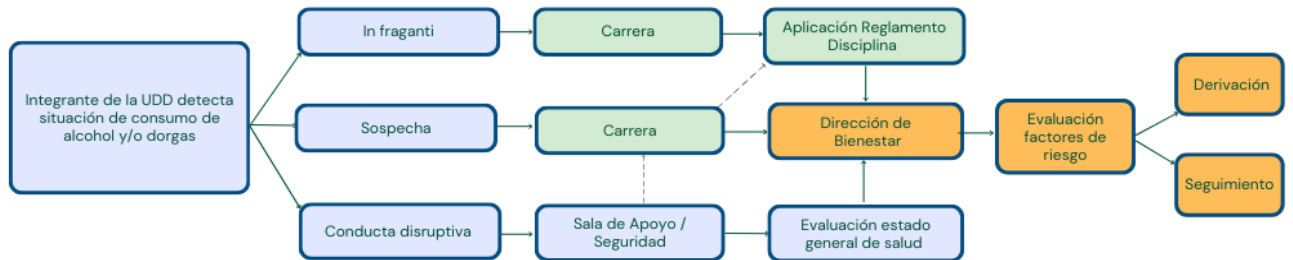 Integrante de la UDD detecta
situación de consumo de
alcohol y/o dorgas
In fraganti
Carrera
Aplicación Reglamento
Disciplina
Sospecha
Carrera
Dirección de
Bienestar
Evaluación
factores de
riesgo
Derivación
Seguimiento
Conducta disruptiva
Sala de Apoyo /
Seguridad
Evaluación estado
general de salud